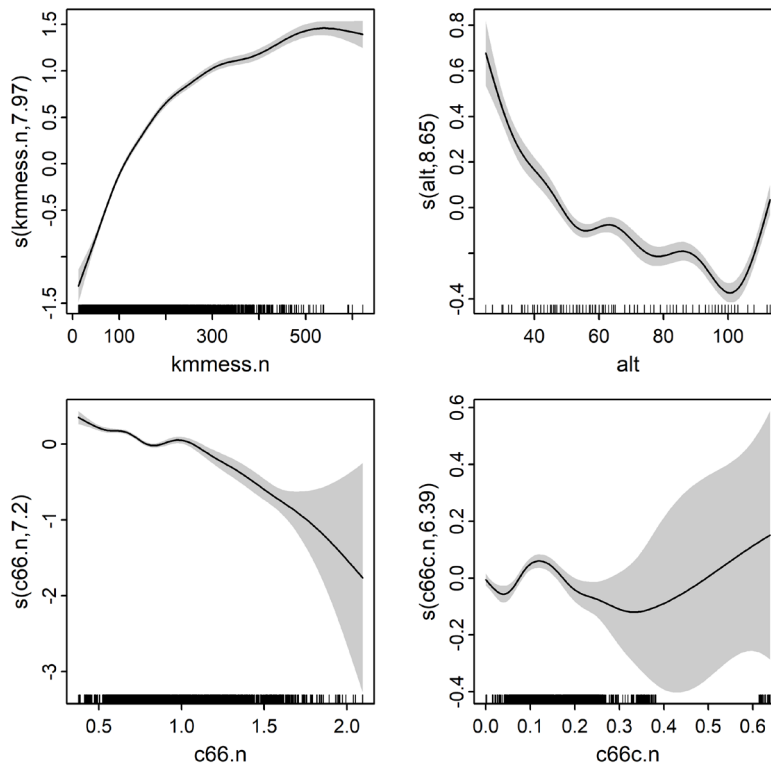 s(kmmess.n,7.97)
-1.5 -0.5 0.0 0.5 1.0 1.5
0 100 300 500
kmmess.n
s(alt,8.65)
-0.4 0.0 0.2 0.6 0.8
40 60 80 100
alt
s(c66.n,7.2)
-3 -2 -1 0
0.5 1.0 1.5 2.0
c66.n
s(c66c.n,6.39)
-0.4 -0.2 0.0 0.2 0.4 0.6
0.0 0.1 0.2 0.3 0.4 0.5 0.6
c66c.n